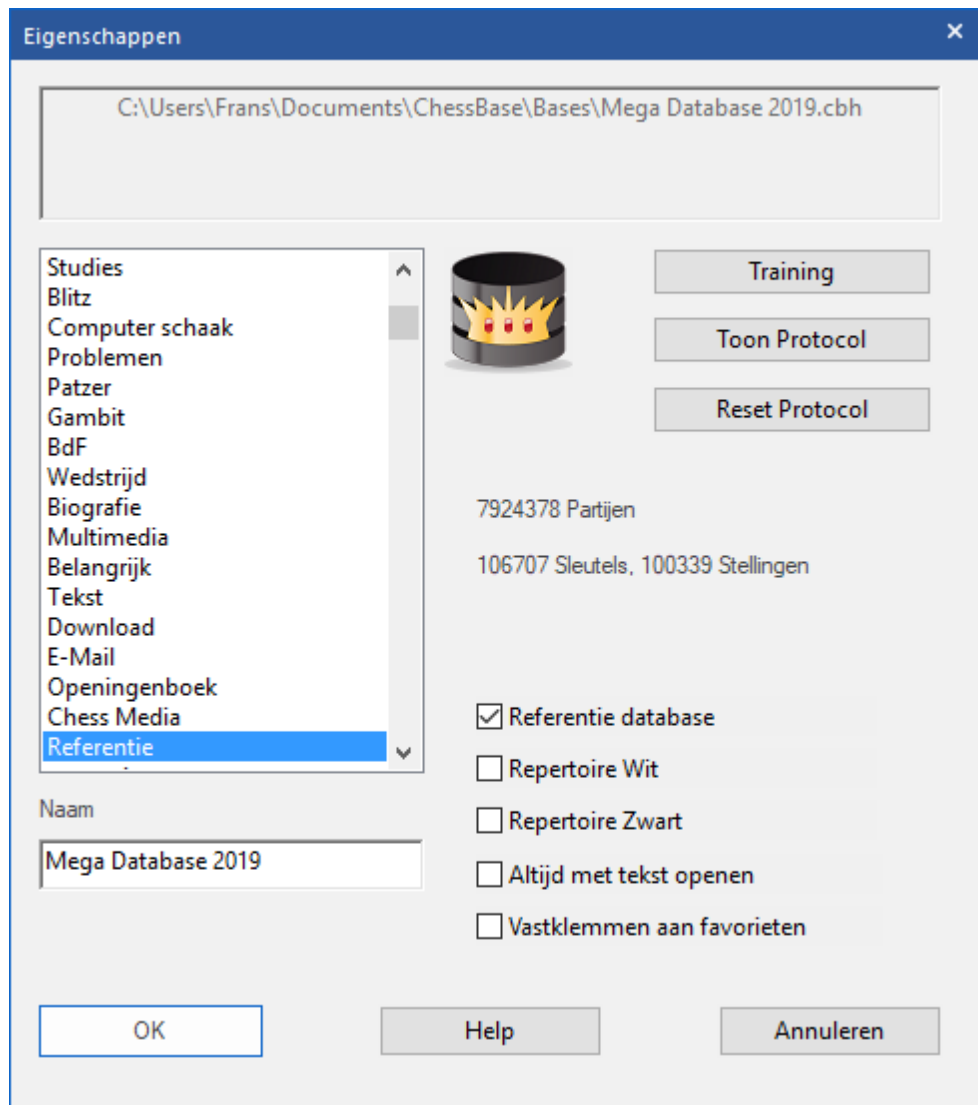 Eigenschappen
C:\Users\Frans\Documents\ChessBase\Bases\Mega Database 2019.cbh
Studies
Blitz
Computer schaak
Problemen
Patzer
Gambit
BdF
Wedstrijd
Biografie
Multimedia
Belangrijk
Tekst
Download
E-Mail
Openingenboek
Chess Media
Referentie
Training
Toon Protocol
Reset Protocol
7924378 Partijen
106707 Sleutels, 100339 Stellingen
Referentie database
Repertoire Wit
Repertoire Zwart
Altijd met tekst openen
Vastklemmen aan favorieten
Naam
Mega Database 2019
OK
Help
Annuleren